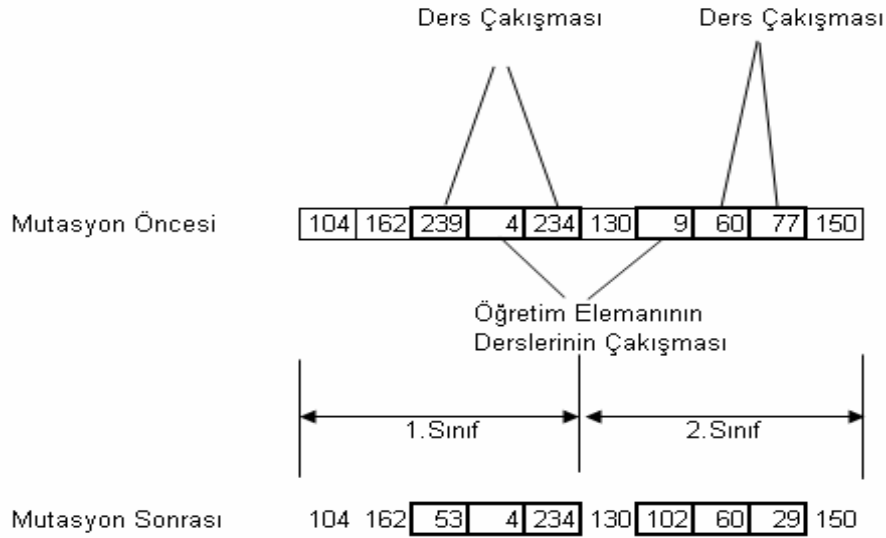 Ders Çakışması Ders Çakışması
Mutasyon Öncesi 104 162 239 4 234 130 9 60 77 150
Öğretim Elemanının
Derslerinin Çakışması
1.Sınıf 2.Sınıf
Mutasyon Sonrası 104 162 53 4 234 130 102 60 29 150